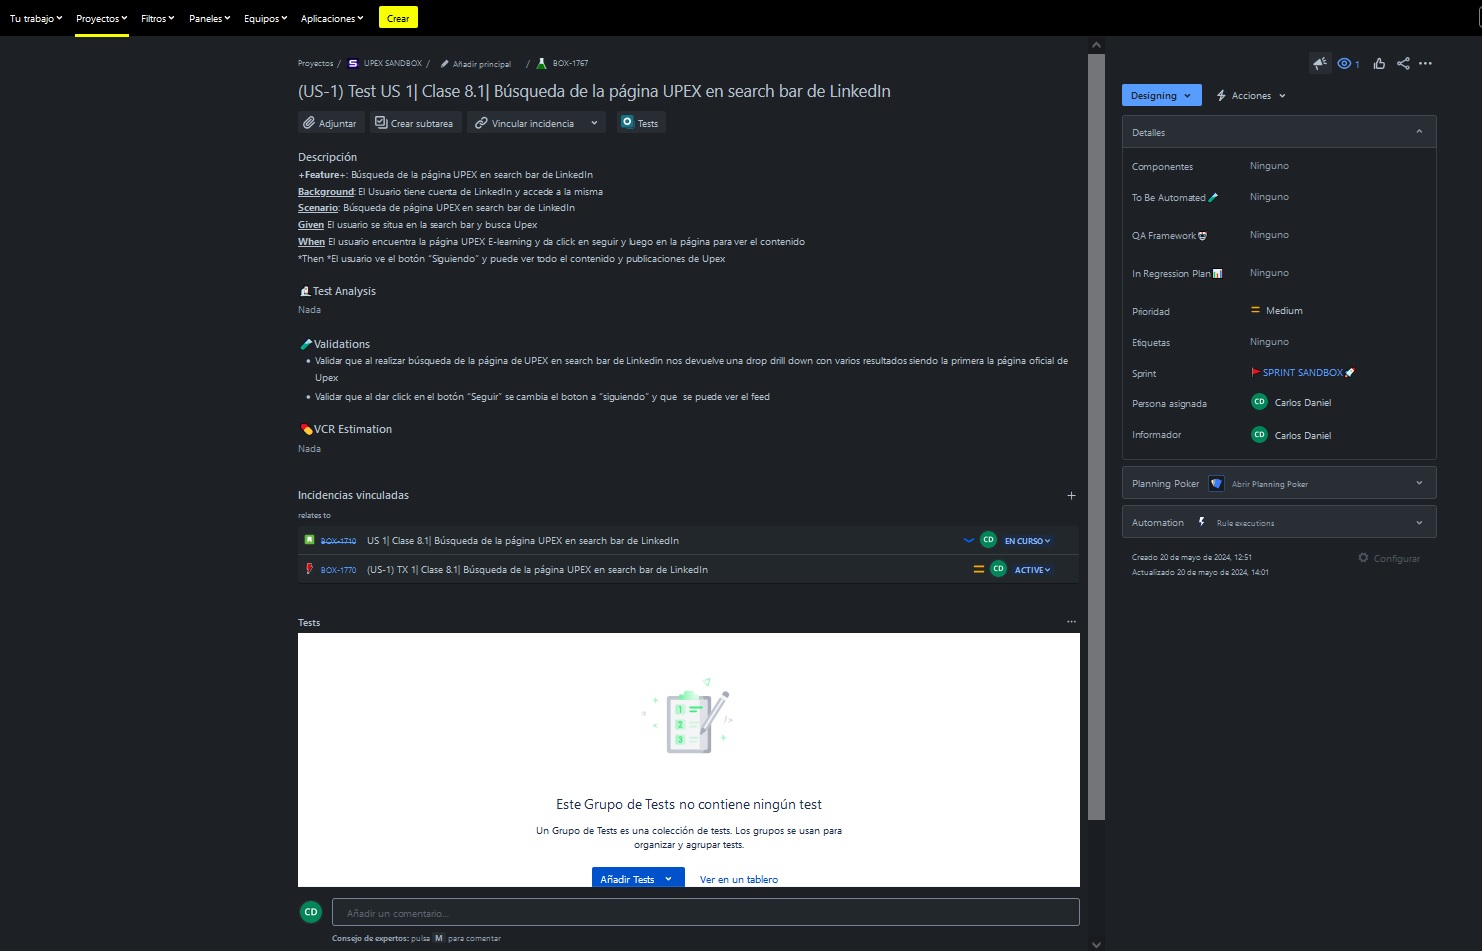 Tu trabajo Proyectos Filtros Paneles Equipos Aplicaciones Crear
Proyectos / UPEX SANDBOX / Añadir principal / BOX-1767
(US-1) Test US 1| Clase 8.1| Búsqueda de la página UPEX en search bar de LinkedIn
Adjuntar Crear subtarea Vincular incidencia Tests
Descripción
+Feature+: Búsqueda de la página UPEX en search bar de LinkedIn
Background: El Usuario tiene cuenta de LinkedIn y accede a la misma
Scenario: Búsqueda de página UPEX en search bar de LinkedIn
Given El usuario se situa en la search bar y busca Upex
When El usuario encuentra la página UPEX E-learning y da click en seguir y luego en la página para ver el contenido
*Then *El usuario ve el botón “Siguiendo” y puede ver todo el contenido y publicaciones de Upex
Test Analysis
Nada
Validations
• Validar que al realizar búsqueda de la página de UPEX en search bar de Linkedin nos devuelve una drop drill down con varios resultados siendo la primera la página oficial de
Upex
• Validar que al dar click en el botón “Seguir” se cambia el boton a “siguiendo” y que se puede ver el feed
VCR Estimation
Nada
Incidencias vinculadas
relates to
BOX-1710 US 1| Clase 8.1| Búsqueda de la página UPEX en search bar de LinkedIn CD EN CURSO
BOX-1770 (US-1) TX 1| Clase 8.1| Búsqueda de la página UPEX en search bar de LinkedIn CD ACTIVE
Tests
1
2
3
Este Grupo de Tests no contiene ningún test
Un Grupo de Tests es una colección de tests. Los grupos se usan para
organizar y agrupar tests.
Añadir Tests Ver en un tablero
CD Añadir un comentario...
Consejo de expertos: pulsa M para comentar
1
Designing Acciones
Detalles
Componentes Ninguno
To Be Automated Ninguno
QA Framework Ninguno
In Regression Plan Ninguno
Prioridad Medium
Etiquetas Ninguno
Sprint SPRINT SANDBOX
Persona asignada CD Carlos Daniel
Informador CD Carlos Daniel
Planning Poker Abrir Planning Poker
Automation Rule executions
Creado 20 de mayo de 2024, 12:51
Actualizado 20 de mayo de 2024, 14:01
Configurar